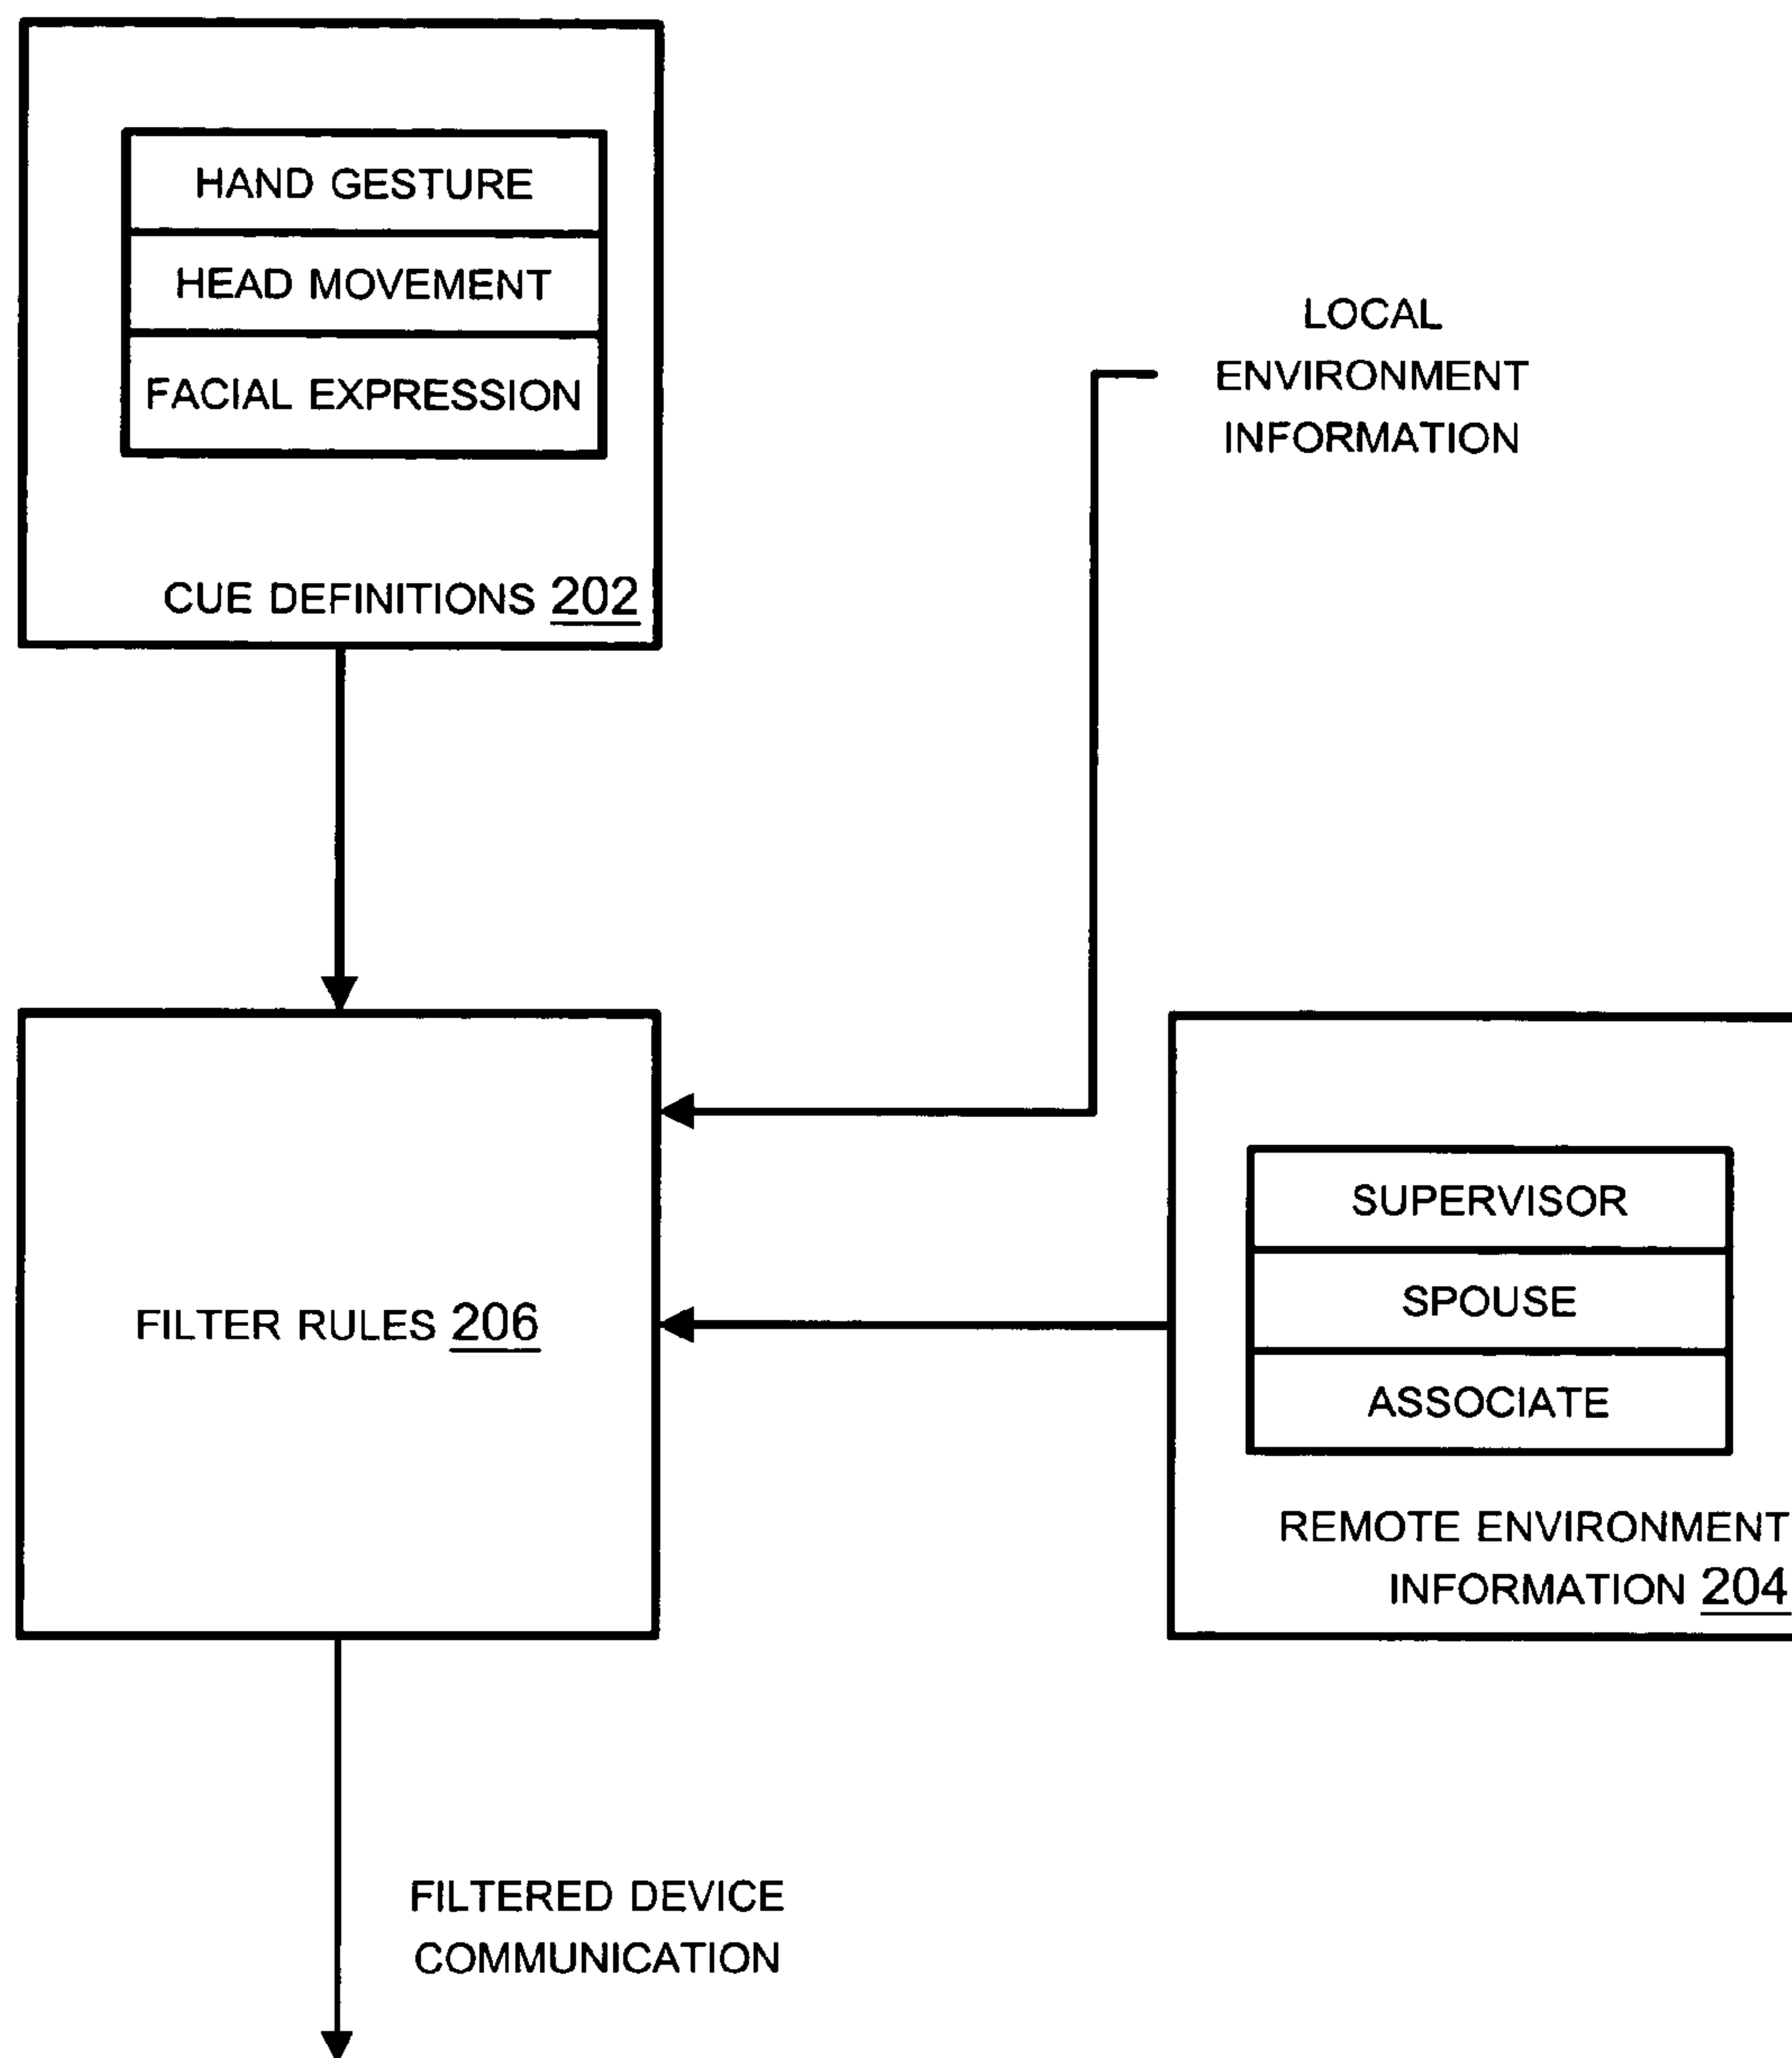 HAND GESTURE
HEAD MOVEMENT
FACIAL EXPRESSION
CUE DEFINITIONS 202
LOCAL
ENVIRONMENT
INFORMATION
FILTER RULES 206
SUPERVISOR
SPOUSE
ASSOCIATE
REMOTE ENVIRONMENT
INFORMATION 204
FILTERED DEVICE
COMMUNICATION